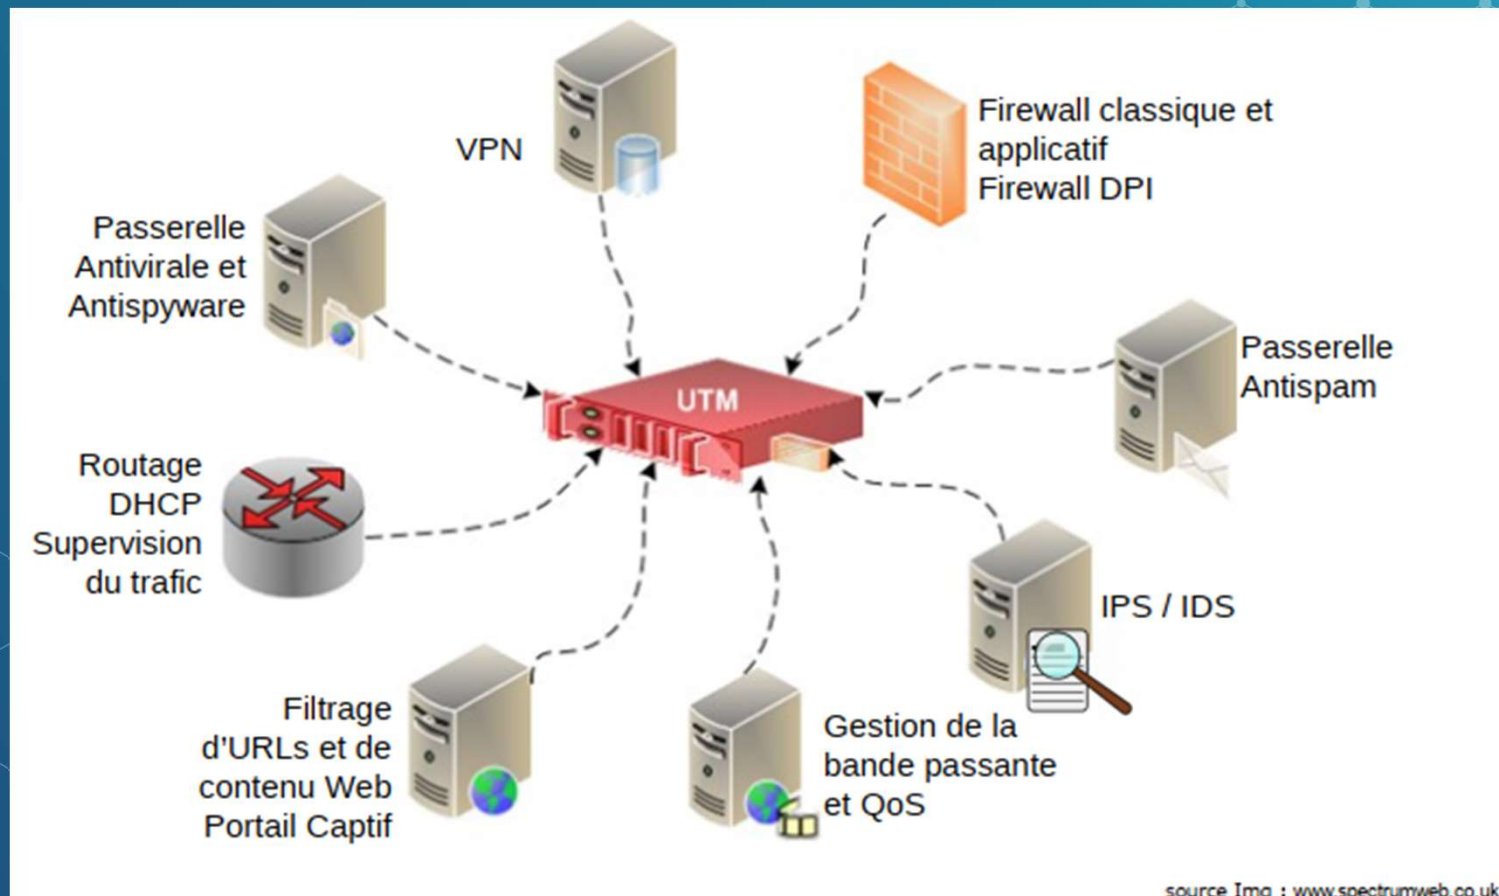 VPN
Firewall classique et
applicatif
Firewall DPI
Passerelle
Antivirale et
Antispyware
Passerelle
Antispam
UTM
Routage
DHCP
Supervision
du trafic
IPS / IDS
Filtrage
d’URLs et de
contenu Web
Portail Captif
Gestion de la
bande passante
et QoS
source Img : www.spectrumweb.co.uk